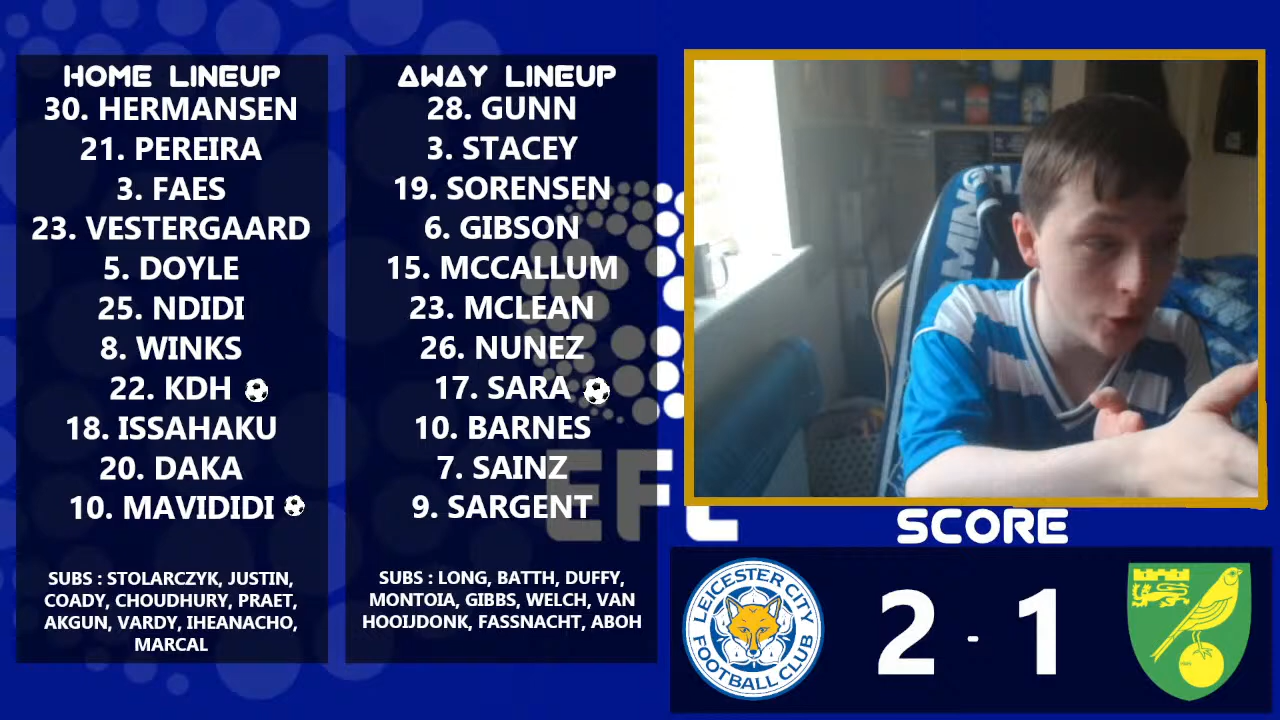 HOME LINEUP
30. HERMANSEN
21. PEREIRA
3. FAES
23. VESTERGAARD
5. DOYLE
25. NDIDI
8. WINKS
22. KDH
18. ISSAHAKU
20. DAKA
10. MAVIDIDI
SUBS : STOLARCZYK, JUSTIN,
COADY, CHOUDHURY, PRAET,
AKGUN, VARDY, IHEANACHO,
MARCAL
AWAY LINEUP
28. GUNN
3. STACEY
19. SORENSEN
6. GIBSON
15. MCCALLUM
23. MCLEAN
26. NUNEZ
17. SARA
10. BARNES
7. SAINZ
9. SARGENT
SUBS : LONG, BATTH, DUFFY,
MONTOIA, GIBBS, WELCH, VAN
HOOIJDONK, FASSNACHT, ABOH
EFL
SCORE
LEICESTER CITY
FOOTBALL CLUB
2 - 1